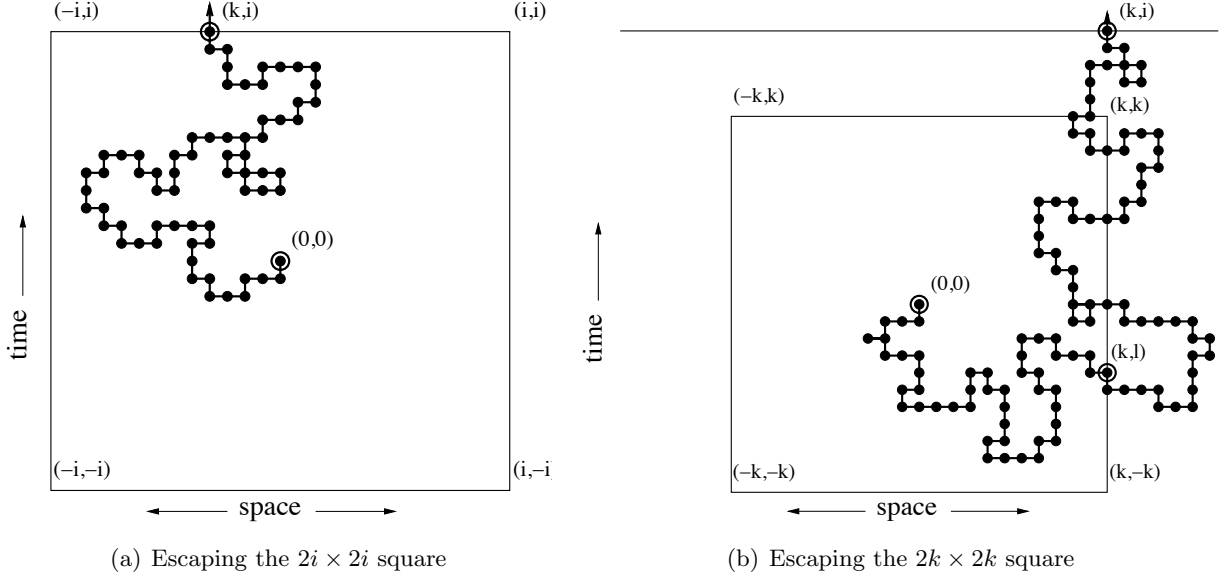 (−i,i)
(k,i)
(i,i)
(0,0)
time
(−i,−i)
(i,−i
space
(a) Escaping the 2i × 2i square
(k,i)
(−k,k)
(k,k)
(0,0)
(k,l)
time
(−k,−k)
(k,−k)
space
(b) Escaping the 2k × 2k square